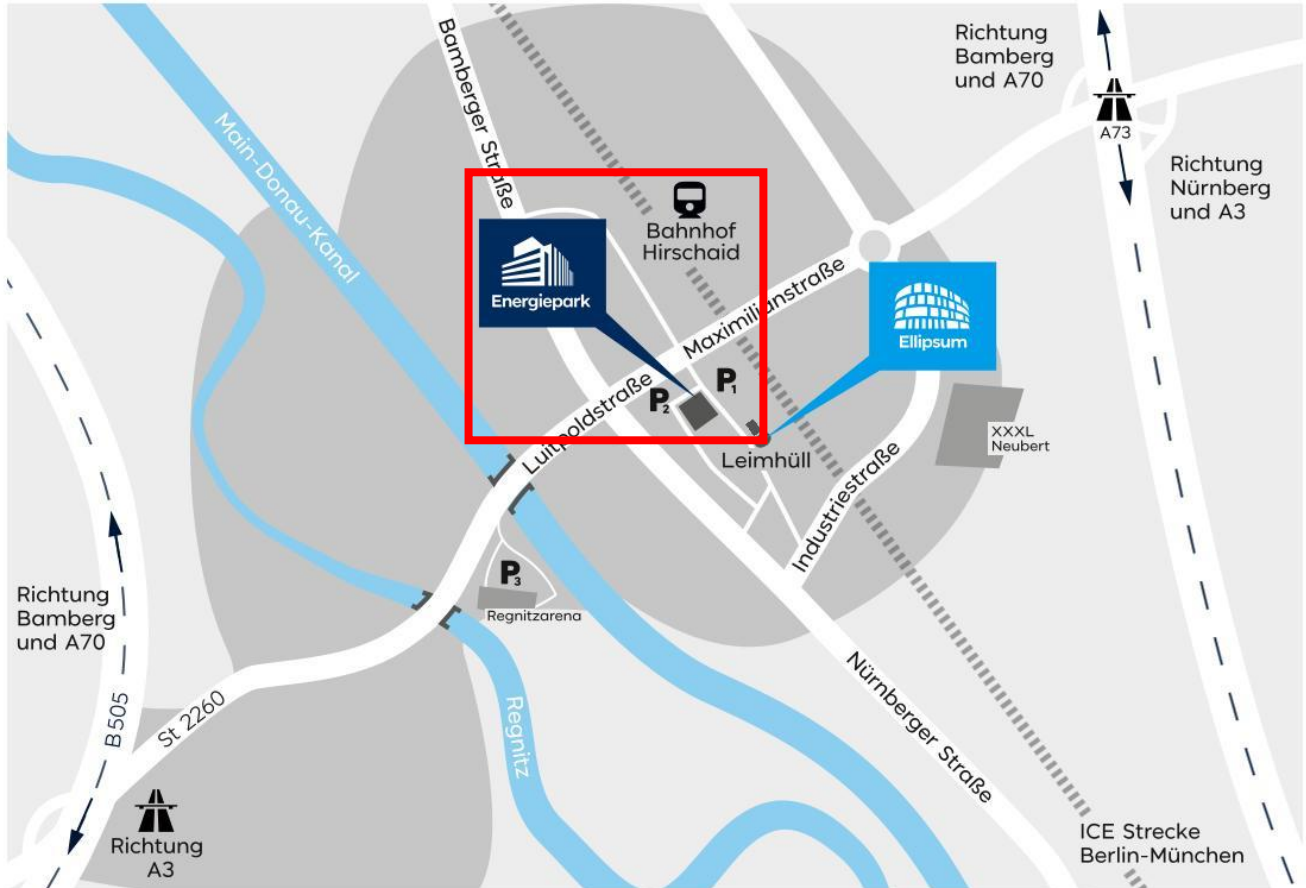 Richtung
Bamberg
und A70
A73
Richtung
Nürnberg
und A3
Bamberger Straße
Main-Donau-Kanal
Bahnhof
Hirschaid
Energiepark
Maximilianstraße
Ellipsum
Luitpoldstraße
P1
P2
Leimhüll
XXXL
Neubert
Industriestraße
P3
Regnitzarena
Richtung
Bamberg
und A70
B 505
St 2260
Regnitz
Nürnberger Straße
Richtung
A3
ICE Strecke
Berlin-München